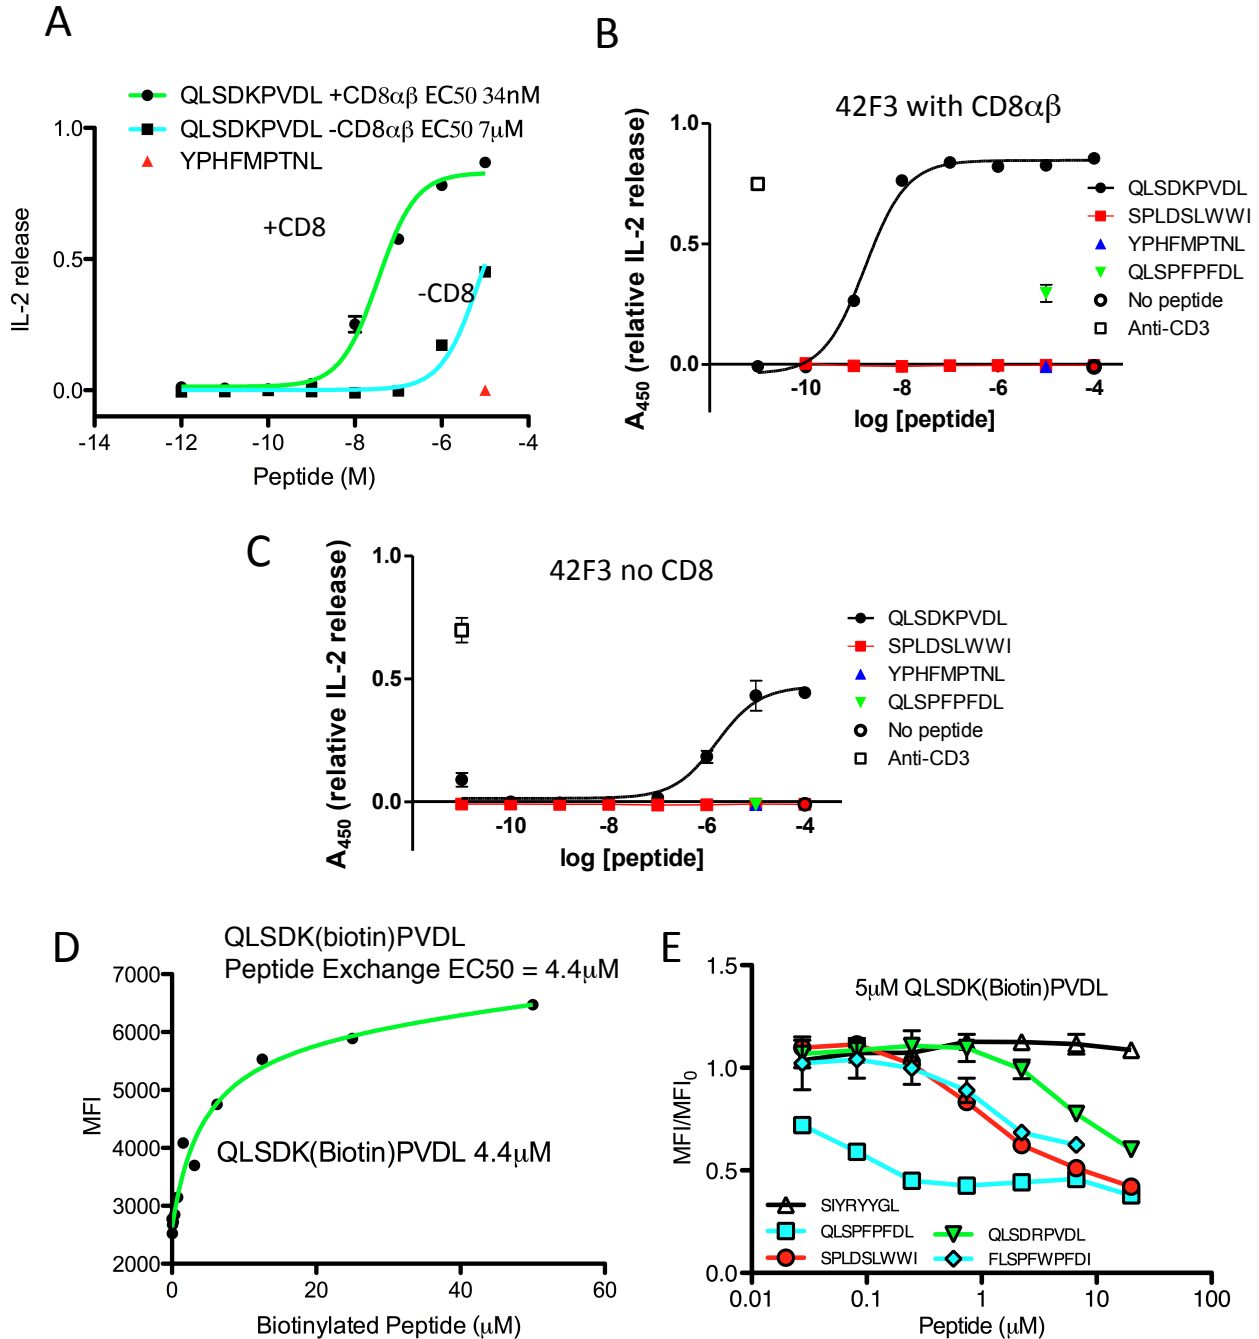 A
QLSDKPVDL +CD8αβ EC50 34nM
QLSDKPVDL -CD8αβ EC50 7μM
YPHFMPTNL
1.0
0.5
0.0
IL-2 release
+CD8
-CD8
-14
-12
-10
-8
-6
-4
Peptide (M)
B
42F3 with CD8αβ
1.0
0.5
0.0
A450 (relative IL-2 release)
-10
-8
-6
-4
log [peptide]
QLSDKPVDL
SPLDSLWWI
YPHFMPTNL
QLSPFPFDL
No peptide
Anti-CD3
C
42F3 no CD8
1.0
0.5
0.0
A450 (relative IL-2 release)
-10
-8
-6
-4
log [peptide]
QLSDKPVDL
SPLDSLWWI
YPHFMPTNL
QLSPFPFDL
No peptide
Anti-CD3
D
QLSDK(biotin)PVDL
Peptide Exchange EC50 = 4.4μM
7000
6000
5000
4000
3000
2000
MFI
QLSDK(Biotin)PVDL 4.4μM
0
20
40
60
Biotinylated Peptide (μM)
E
5μM QLSDK(Biotin)PVDL
1.5
1.0
0.5
0.0
MFI/MFI0
SIYRYYGL
QLSPFPFDL
SPLDSLWWI
QLSDRPVDL
FLSPFWPFDI
0.01
0.1
1
10
100
Peptide (μM)